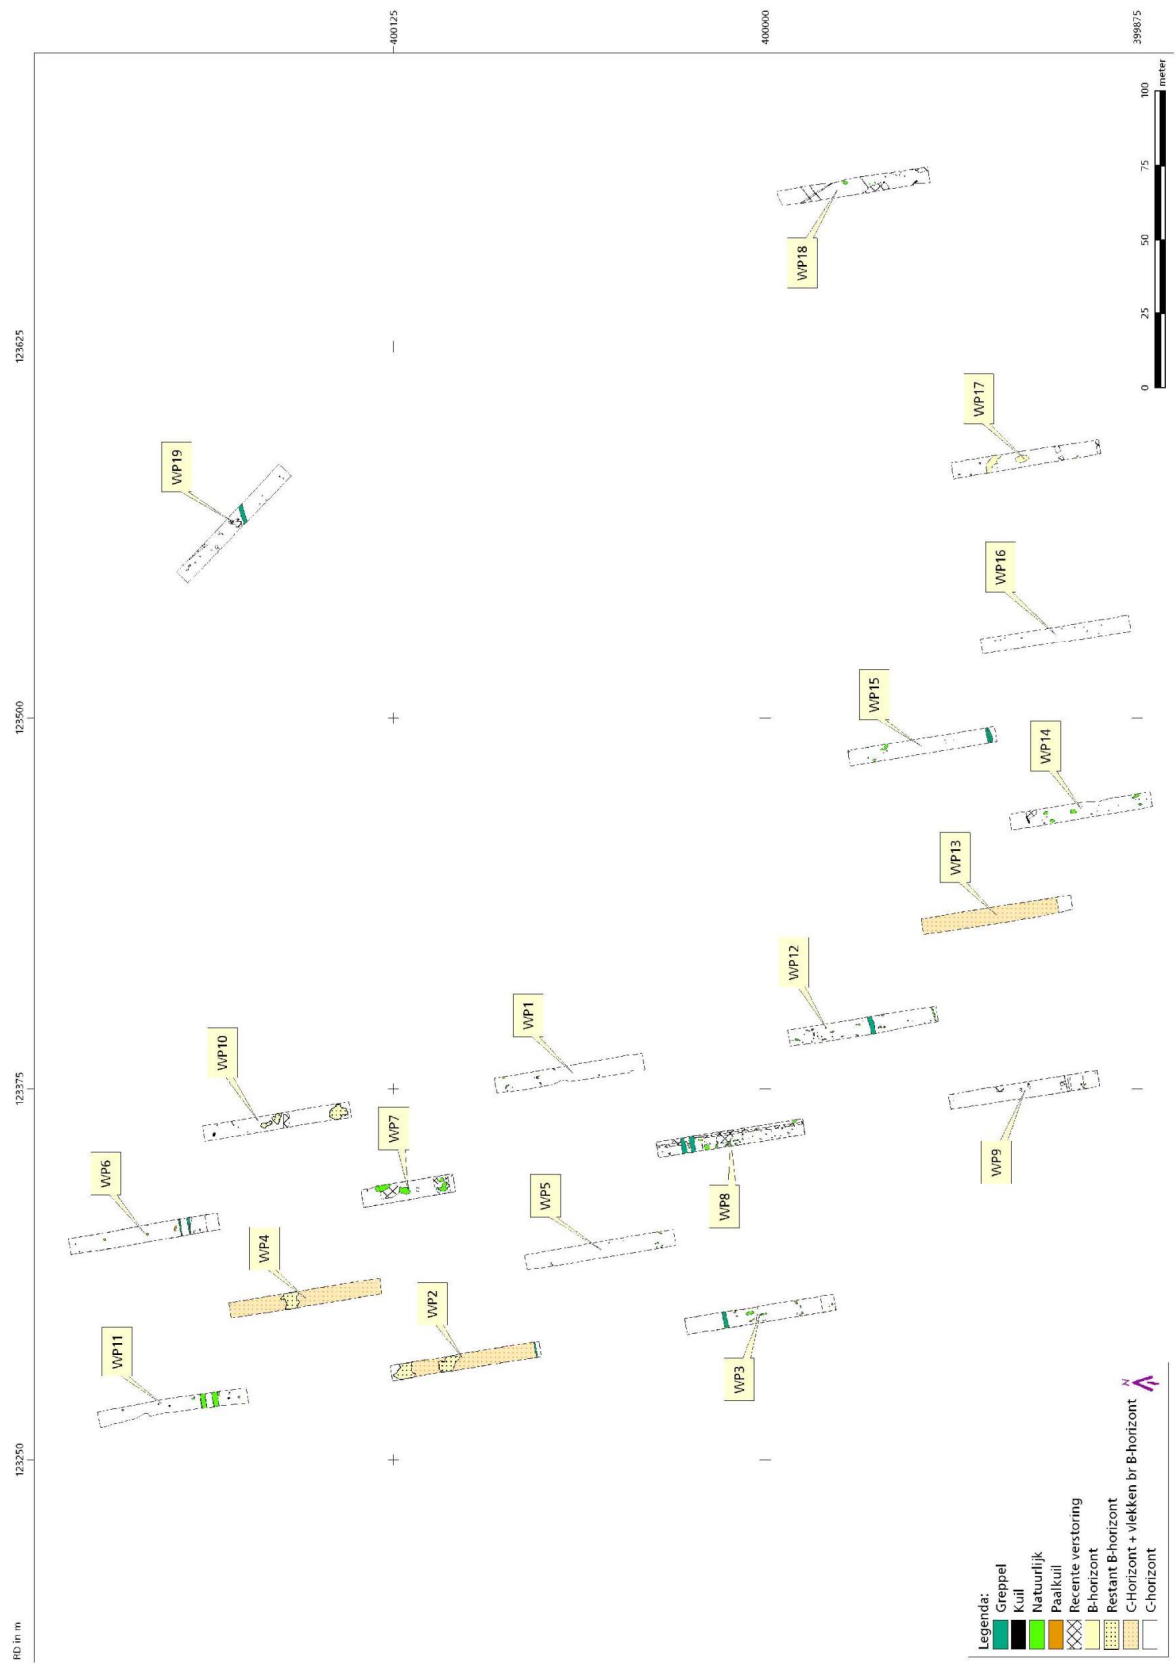 RD in m
123250
123375
123500
123625
400125
400000
399875
WP11
WP6
WP10
WP19
WP4
WP7
WP2
WP1
WP5
WP18
WP3
WP8
WP12
WP15
WP17
WP9
WP13
WP16
WP14
Legenda:
Greppel
Kuil
Natuurlijk
Paalkuil
Recente verstoring
B-horizont
Restant B-horizont
C-Horizont + vlekken br B-horizont
C-horizont
N
0 25 50 75 100
meter